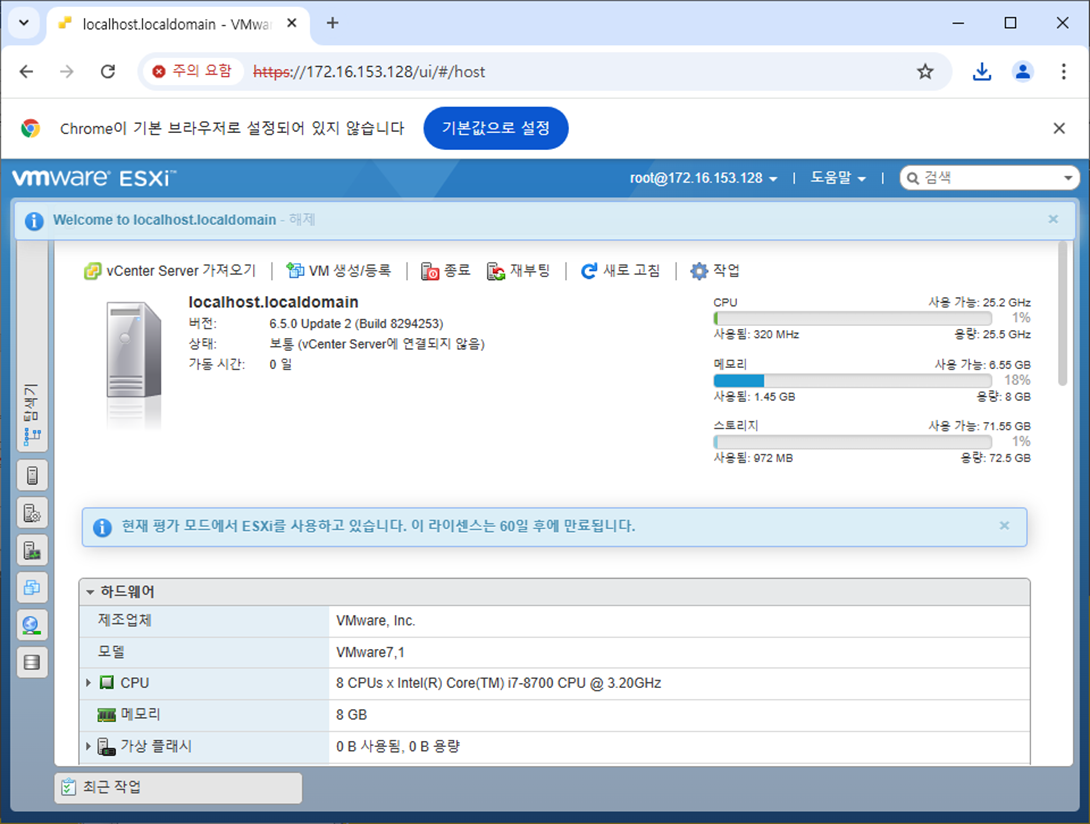 localhost.localdomain - VMwa
주의 요함 https://172.16.153.128/ui/#/host
Chrome이 기본 브라우저로 설정되어 있지 않습니다 기본값으로 설정
vmware ESXi™ root@172.16.153.128 | 도움말 | 검색
Welcome to localhost.localdomain - 해제
vCenter Server 가져오기 | VM 생성/등록 | 종료 재부팅 | 새로 고침 | 작업
탐색기
localhost.localdomain
버전: 6.5.0 Update 2 (Build 8294253)
상태: 보통 (vCenter Server에 연결되지 않음)
가동 시간: 0 일
CPU 사용 가능: 25.2 GHz
1%
사용됨: 320 MHz 용량: 25.5 GHz
메모리 사용 가능: 6.55 GB
18%
사용됨: 1.45 GB 용량: 8 GB
스토리지 사용 가능: 71.55 GB
1%
사용됨: 972 MB 용량: 72.5 GB
현재 평가 모드에서 ESXi를 사용하고 있습니다. 이 라이센스는 60일 후에 만료됩니다.
하드웨어
제조업체 VMware, Inc.
모델 VMware7,1
CPU 8 CPUs x Intel(R) Core(TM) i7-8700 CPU @ 3.20GHz
메모리 8 GB
가상 플래시 0 B 사용됨, 0 B 용량
최근 작업